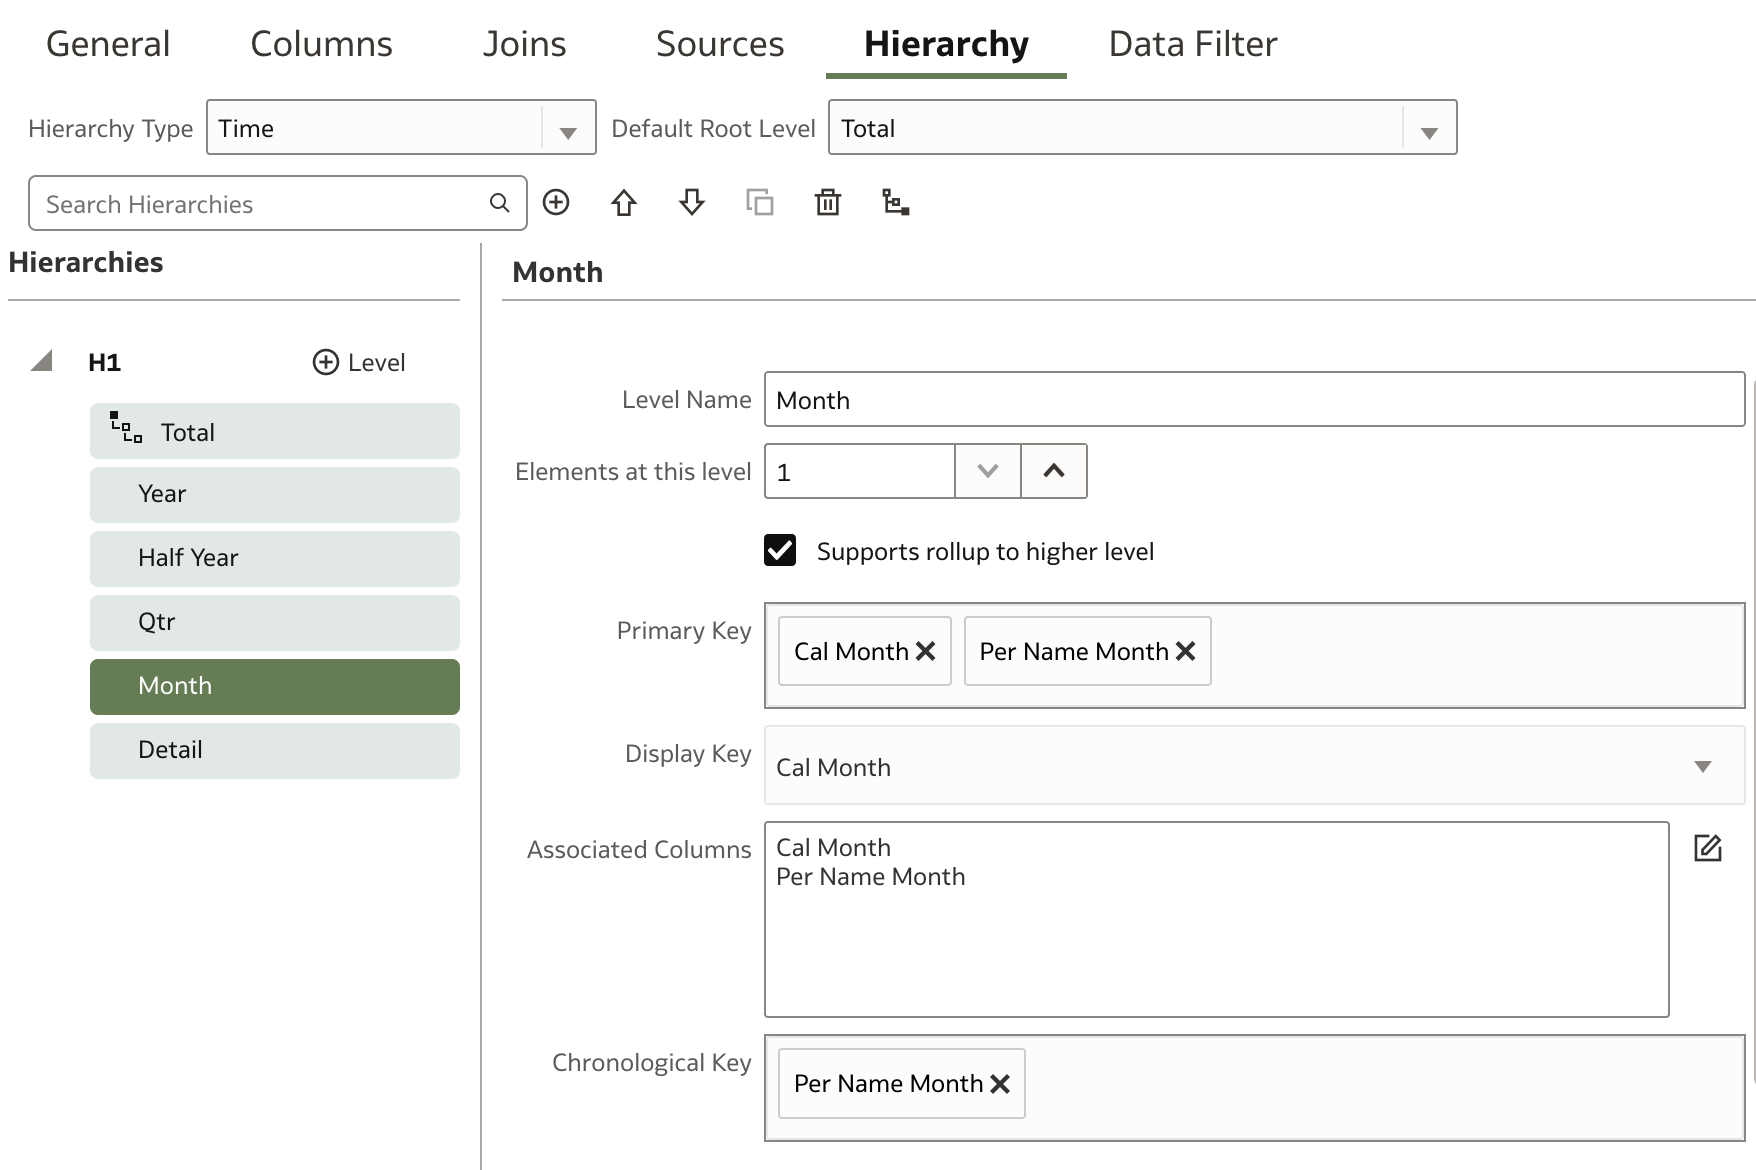 General Columns Joins Sources Hierarchy Data Filter
Hierarchy Type Time Default Root Level Total
Search Hierarchies
Hierarchies
H1 Level
Total
Year
Half Year
Qtr
Month
Detail
Month
Level Name Month
Elements at this level 1
Supports rollup to higher level
Primary Key Cal Month Per Name Month
Display Key Cal Month
Associated Columns Cal Month
Per Name Month
Chronological Key Per Name Month